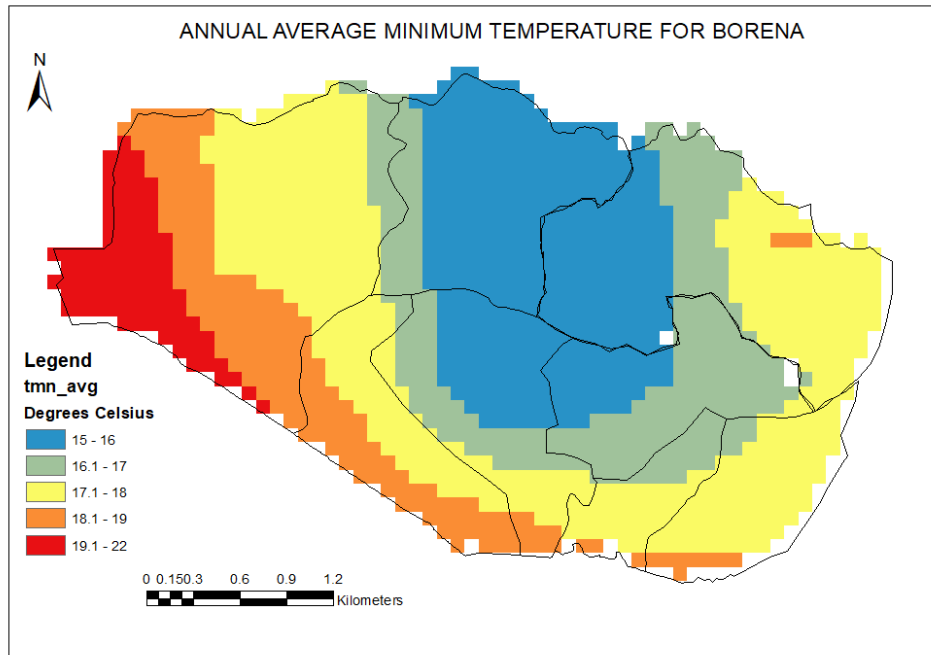 ANNUAL AVERAGE MINIMUM TEMPERATURE FOR BORENA
N
Legend
tmn_avg
Degrees Celsius
15 - 16
16.1 - 17
17.1 - 18
18.1 - 19
19.1 - 22
0 0.150.3 0.6 0.9 1.2
Kilometers